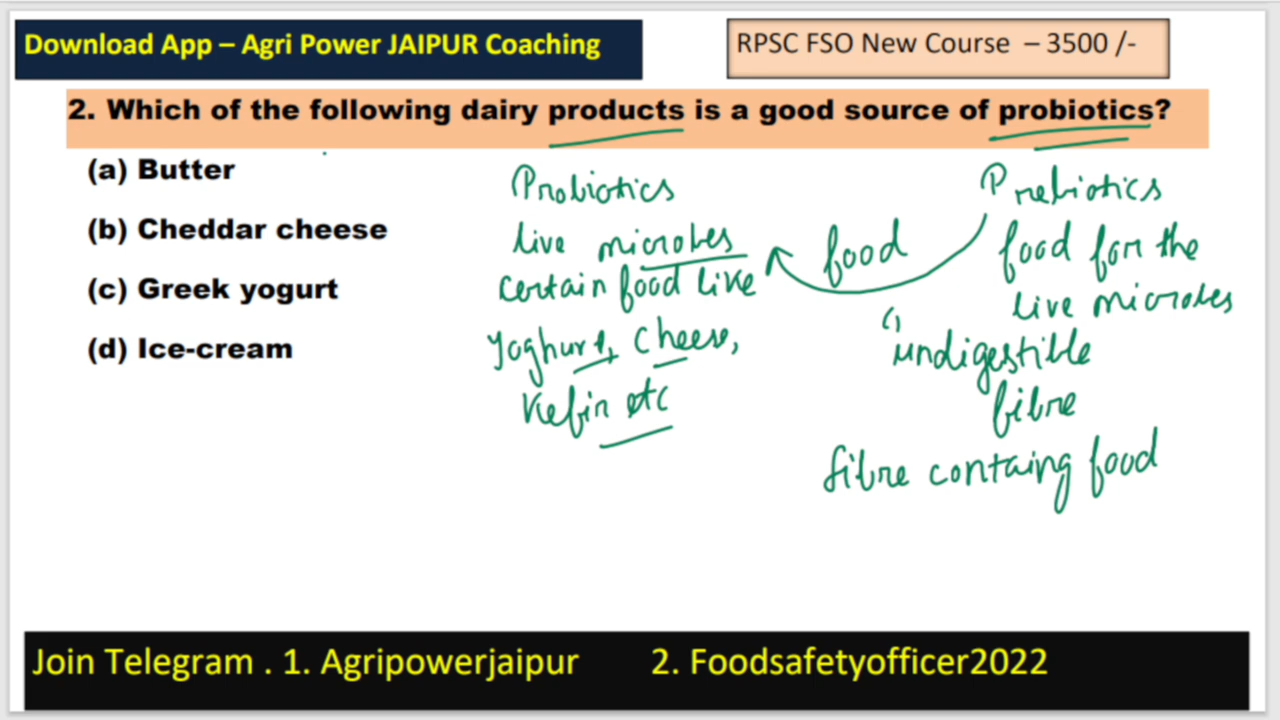 Download App – Agri Power JAIPUR Coaching
RPSC FSO New Course – 3500 /-
2. Which of the following dairy products is a good source of probiotics?
(a) Butter
(b) Cheddar cheese
(c) Greek yogurt
(d) Ice-cream
Probiotics
live microbes
certain food like
Yoghurt, cheese,
Kefir etc
food
Prebiotics
food for the
live microbes
undigestible
fibre
fibre containg food
Join Telegram . 1. Agripowerjaipur 2. Foodsafetyofficer2022